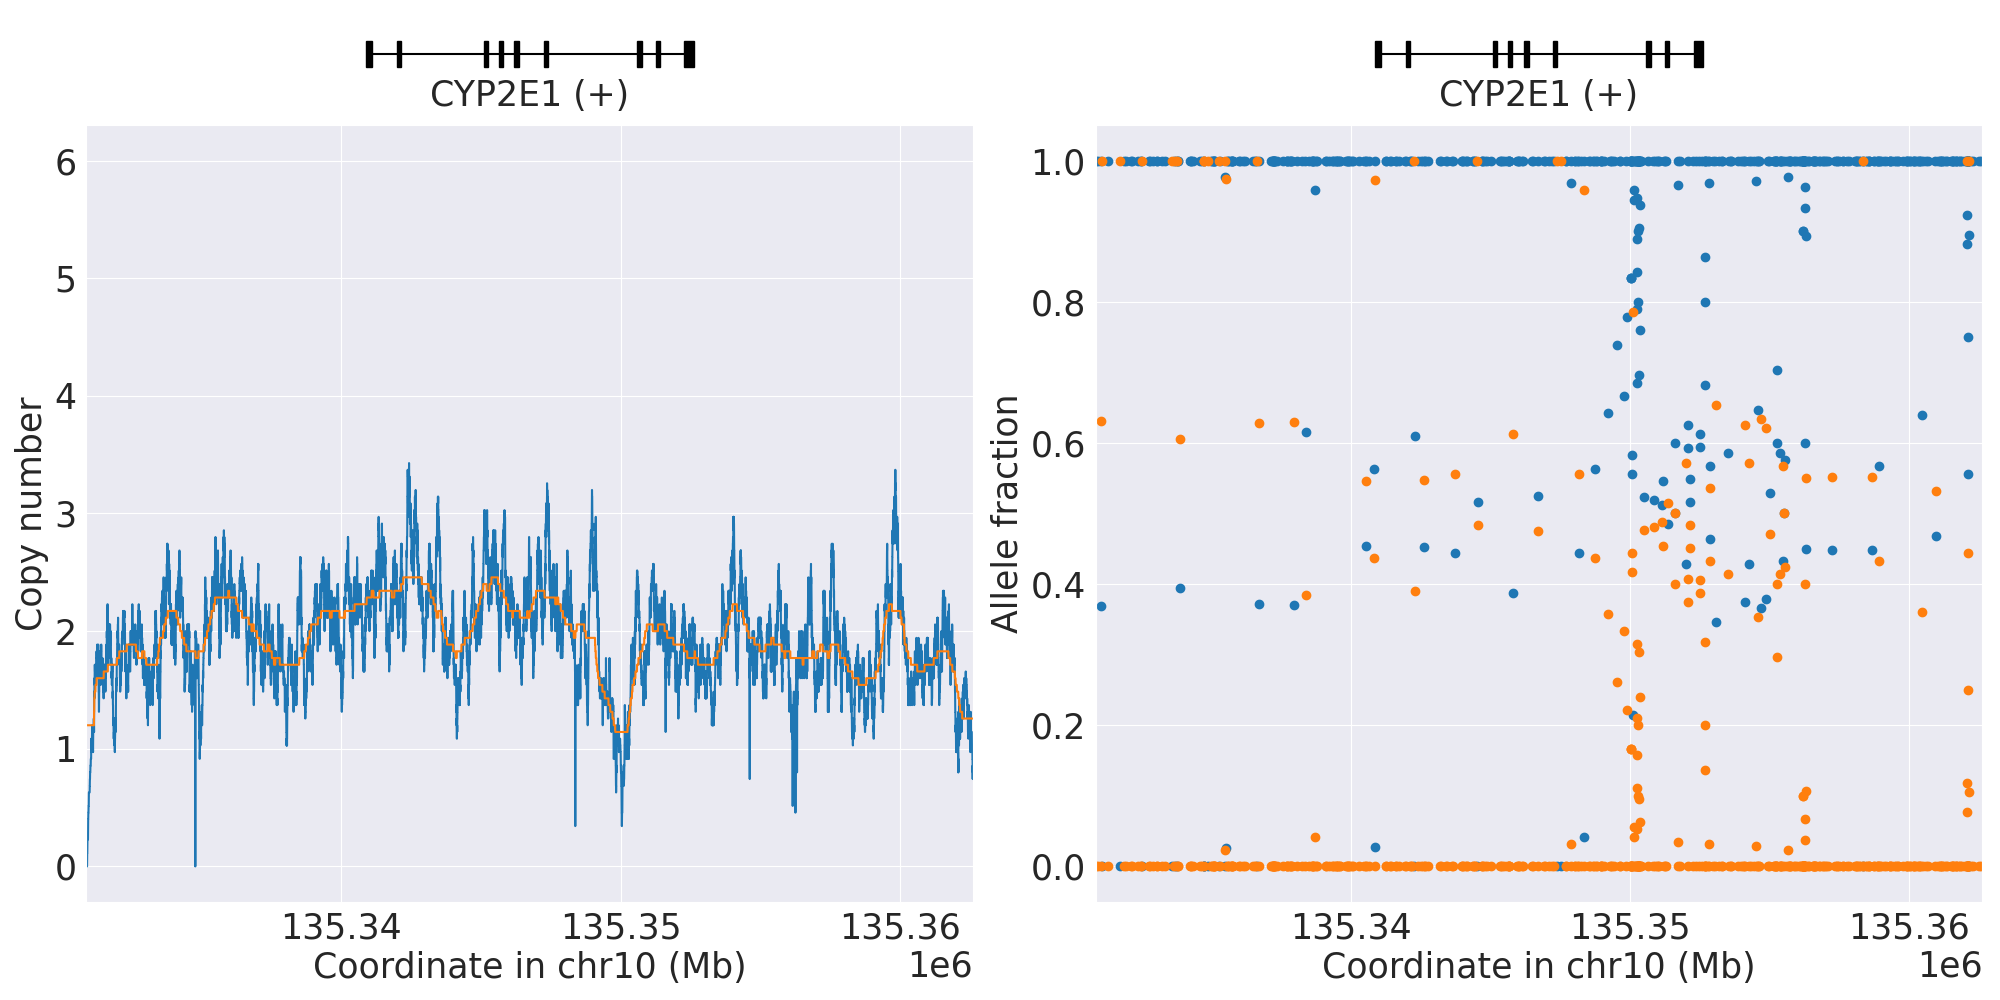 CYP2E1 (+)
CYP2E1 (+)
Copy number
6
5
4
3
2
1
0
135.34
135.35
135.36
Coordinate in chr10 (Mb)
1e6
Allele fraction
1.0
0.8
0.6
0.4
0.2
0.0
135.34
135.35
135.36
Coordinate in chr10 (Mb)
1e6